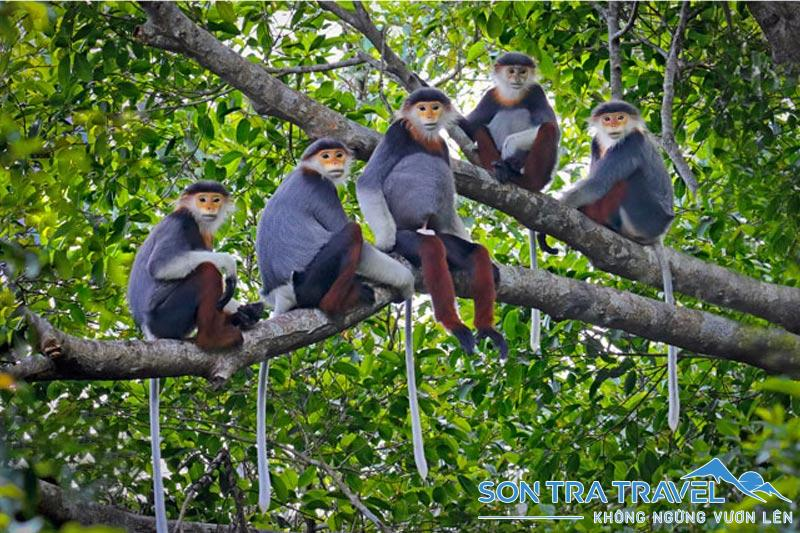 SON TRA TRAVEL
KHÔNG NGỪNG VƯƠN LÊN